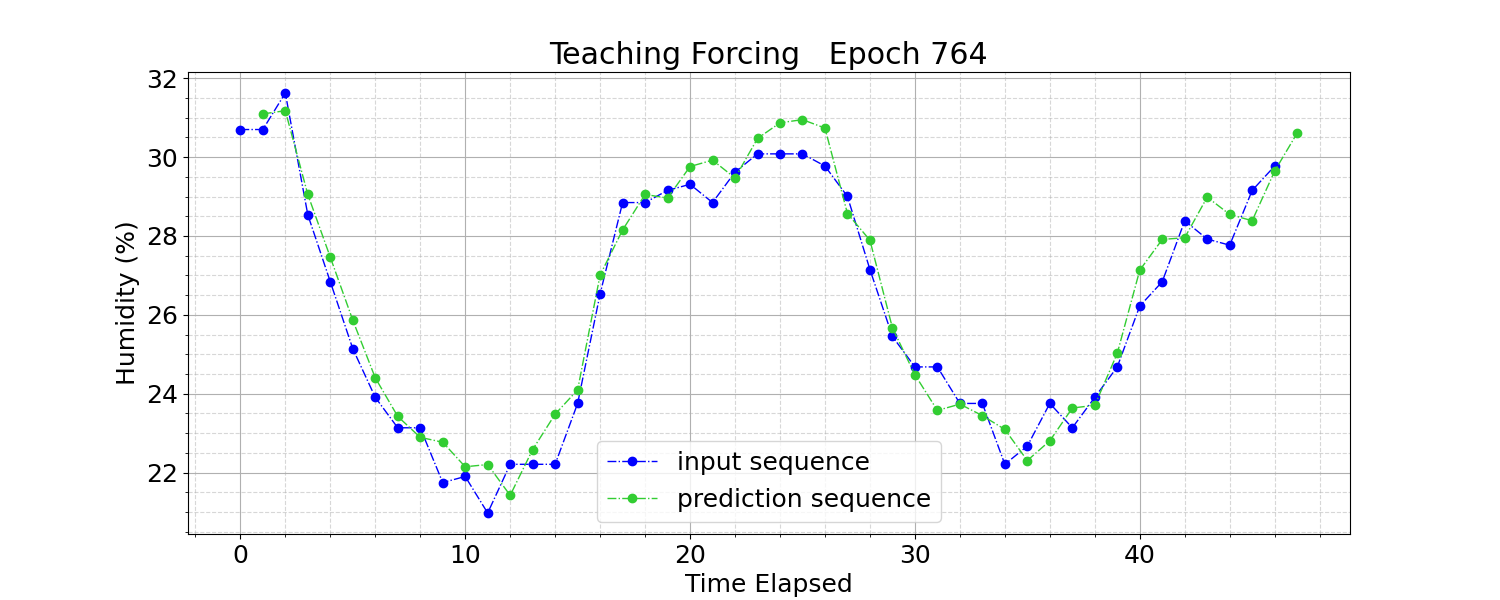 Teaching Forcing   Epoch 764
32
30
28
26
24
22
Humidity (%)
input sequence
prediction sequence
0 10 20 30 40
Time Elapsed